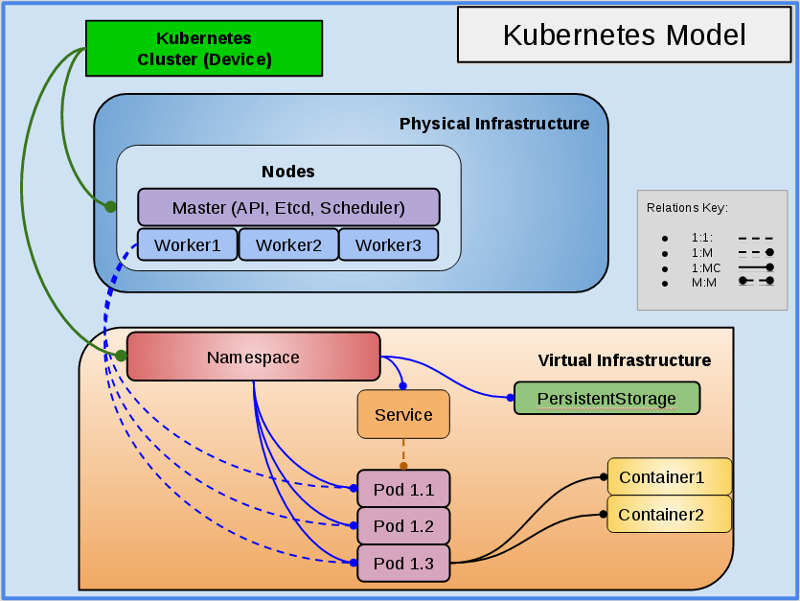 Kubernetes
Cluster (Device)
Kubernetes Model
Physical Infrastructure
Nodes
Master (API, Etcd, Scheduler)
Worker1 Worker2 Worker3
Relations Key:
1:1:
1:M
1:MC
M:M
Namespace
Virtual Infrastructure
PersistentStorage
Service
Pod 1.1
Pod 1.2
Pod 1.3
Container1
Container2